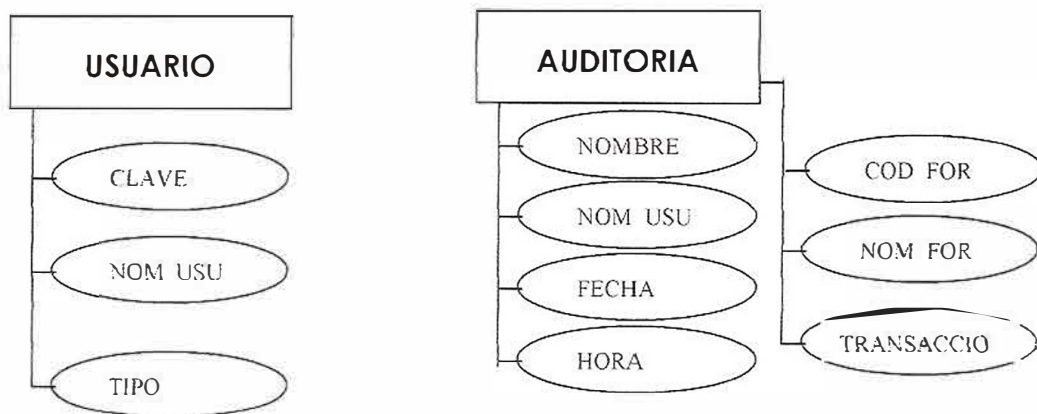 USUARIO
CLAVE
NOM USU
TIPO
AUDITORIA
NOMBRE
NOM USU
FECHA
HORA
COD FOR
NOM FOR
TRANSACCIO